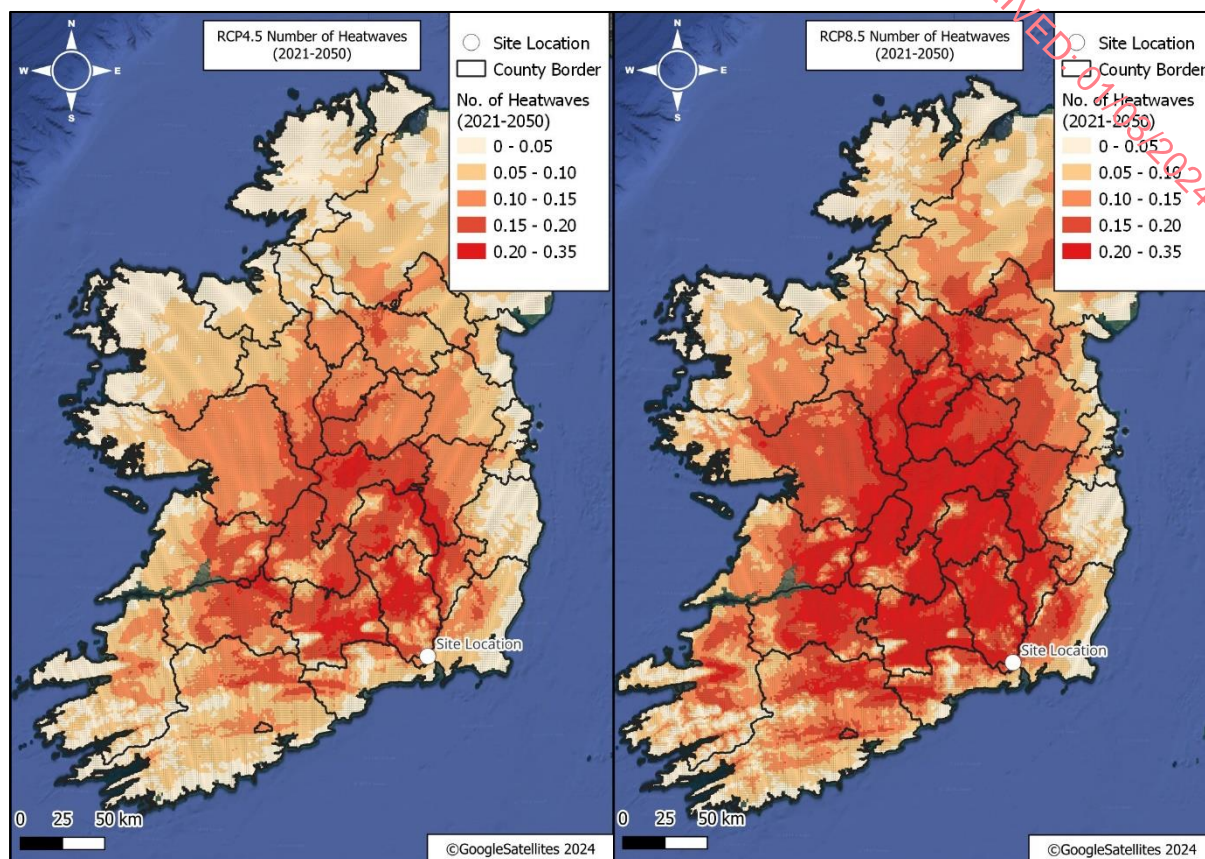 RCP4.5 Number of Heatwaves
(2021-2050)
N
W
E
S
Site Location
County Border
No. of Heatwaves
(2021-2050)
0 - 0.05
0.05 - 0.10
0.10 - 0.15
0.15 - 0.20
0.20 - 0.35
Site Location
0 25 50 km
©GoogleSatellites 2024
RCP8.5 Number of Heatwaves
(2021-2050)
N
W
E
S
Site Location
County Border
No. of Heatwaves
(2021-2050)
0 - 0.05
0.05 - 0.10
0.10 - 0.15
0.15 - 0.20
0.20 - 0.35
Site Location
0 25 50 km
©GoogleSatellites 2024
01/03/2024